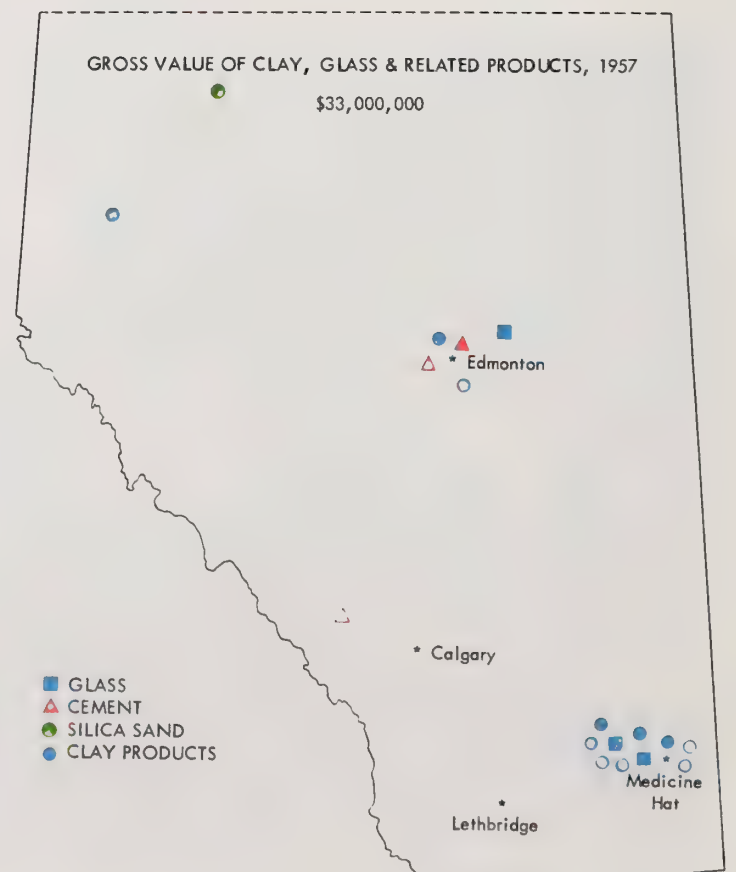 GROSS VALUE OF CLAY, GLASS & RELATED PRODUCTS, 1957
$33,000,000
* Edmonton
* Calgary
GLASS
CEMENT
SILICA SAND
CLAY PRODUCTS
*
Medicine
Hat
*
Lethbridge